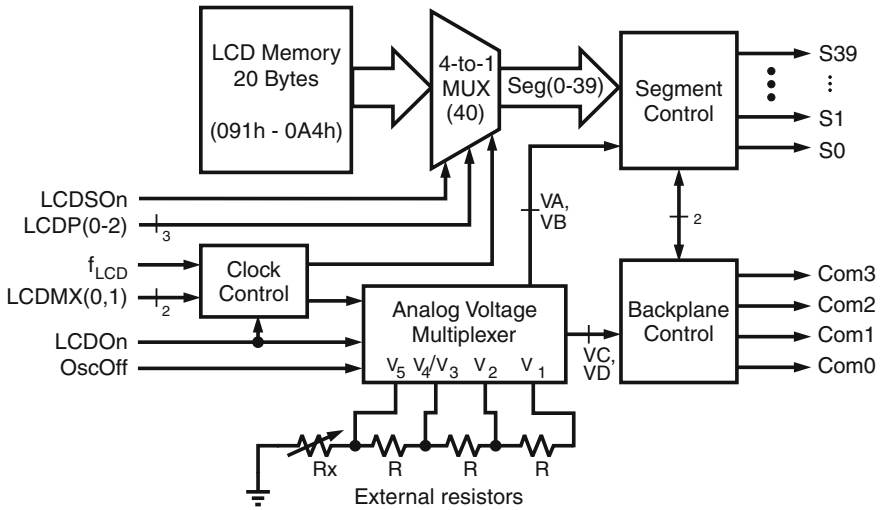 LCD Memory
20 Bytes
(091h - 0A4h)
4-to-1
MUX
(40)
Seg(0-39)
Segment
Control
S39
S1
S0
LCDSOn
LCDP(0-2)
3
VA,
VB
2
fLCD
LCDMX(0,1)
2
Clock
Control
LCDOn
OscOff
Analog Voltage
Multiplexer
V5 V4/V3 V2 V1
VC,
VD
Backplane
Control
Com3
Com2
Com1
Com0
Rx R R R
External resistors